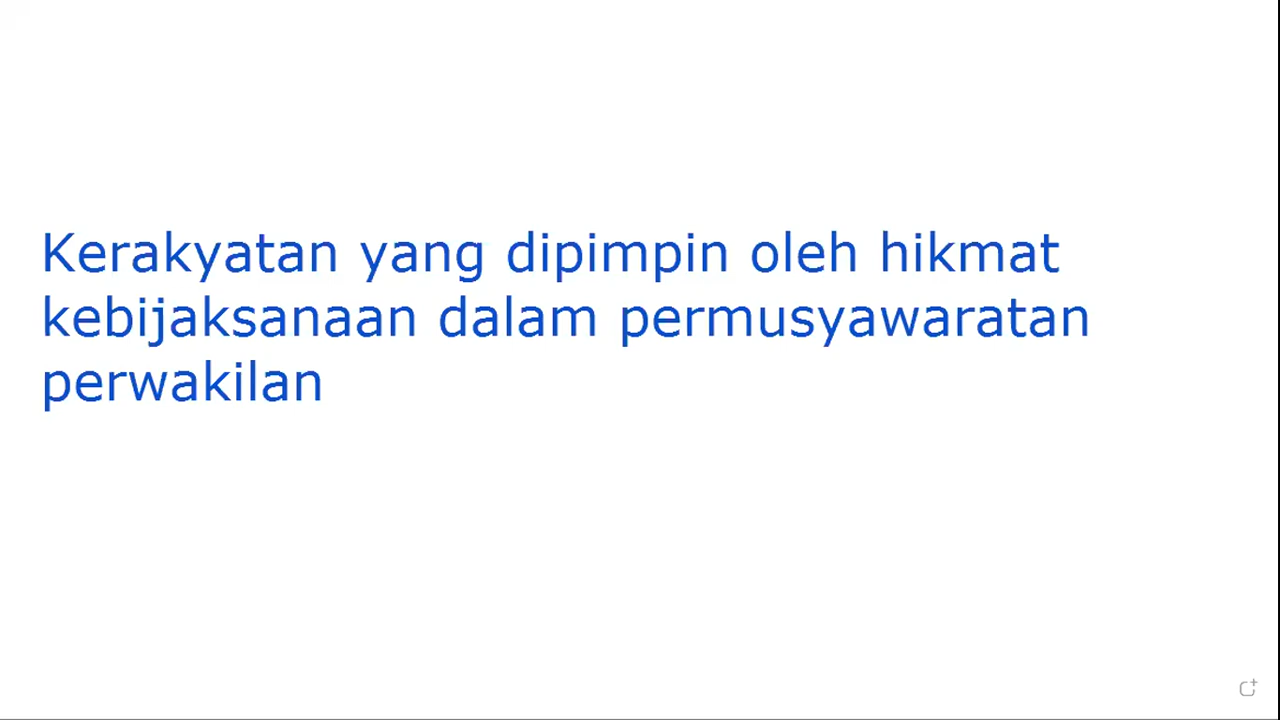 Kerakyatan yang dipimpin oleh hikmat
kebijaksanaan dalam permusyawaratan
perwakilan